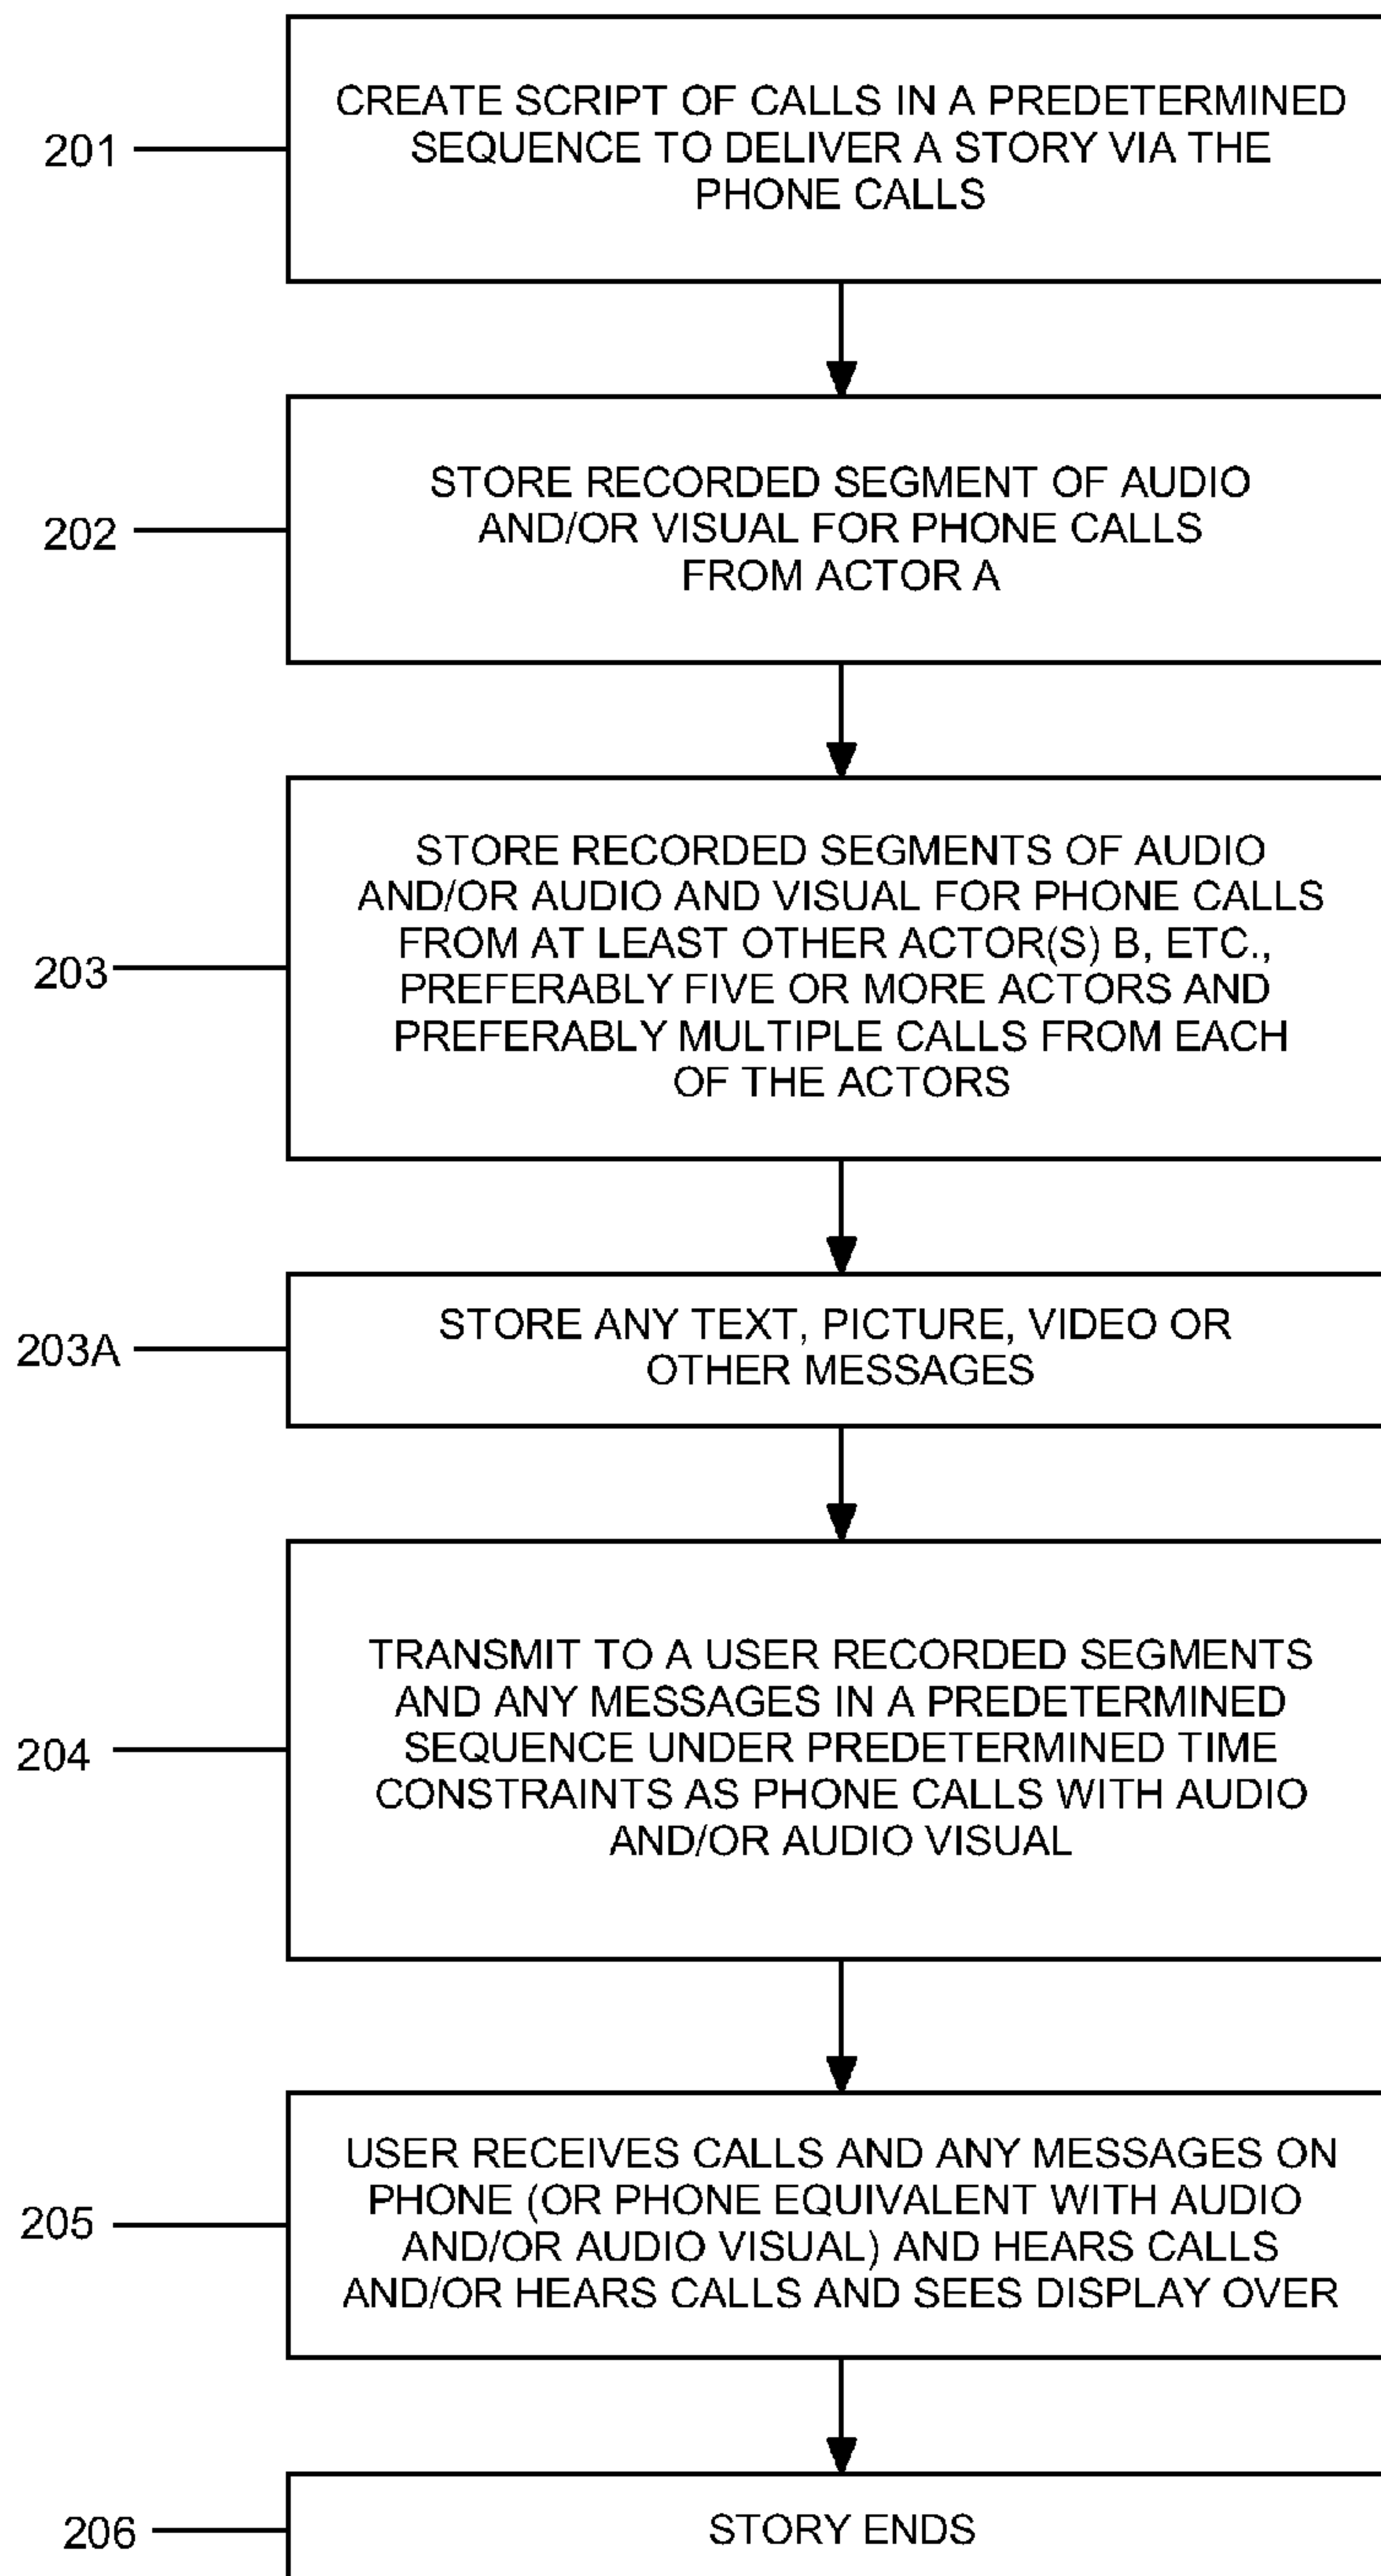 201
CREATE SCRIPT OF CALLS IN A PREDETERMINED
SEQUENCE TO DELIVER A STORY VIA THE
PHONE CALLS
202
STORE RECORDED SEGMENT OF AUDIO
AND/OR VISUAL FOR PHONE CALLS
FROM ACTOR A
203
STORE RECORDED SEGMENTS OF AUDIO
AND/OR AUDIO AND VISUAL FOR PHONE CALLS
FROM AT LEAST OTHER ACTOR(S) B, ETC.,
PREFERABLY FIVE OR MORE ACTORS AND
PREFERABLY MULTIPLE CALLS FROM EACH
OF THE ACTORS
203A
STORE ANY TEXT, PICTURE, VIDEO OR
OTHER MESSAGES
204
TRANSMIT TO A USER RECORDED SEGMENTS
AND ANY MESSAGES IN A PREDETERMINED
SEQUENCE UNDER PREDETERMINED TIME
CONSTRAINTS AS PHONE CALLS WITH AUDIO
AND/OR AUDIO VISUAL
205
USER RECEIVES CALLS AND ANY MESSAGES ON
PHONE (OR PHONE EQUIVALENT WITH AUDIO
AND/OR AUDIO VISUAL) AND HEARS CALLS
AND/OR HEARS CALLS AND SEES DISPLAY OVER
206
STORY ENDS